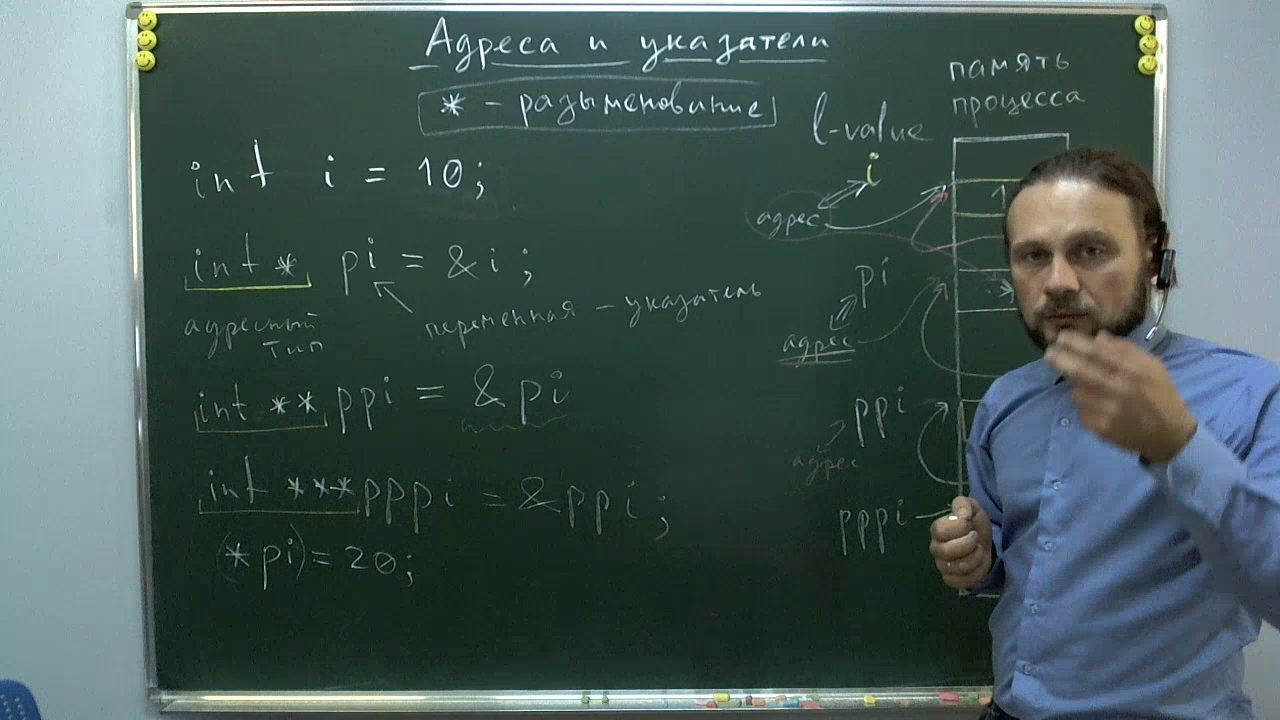 Адреса и указатели
* - разыменование
память
процесса
l-value
int i = 10;
i
1
адрес
int * pi = &i;
pi
переменная - указатель
адресный
тип
адрес
int ** ppi = &pi
ppi
адрес
int *** pppi = &ppi;
pppi
(*pi) = 20;